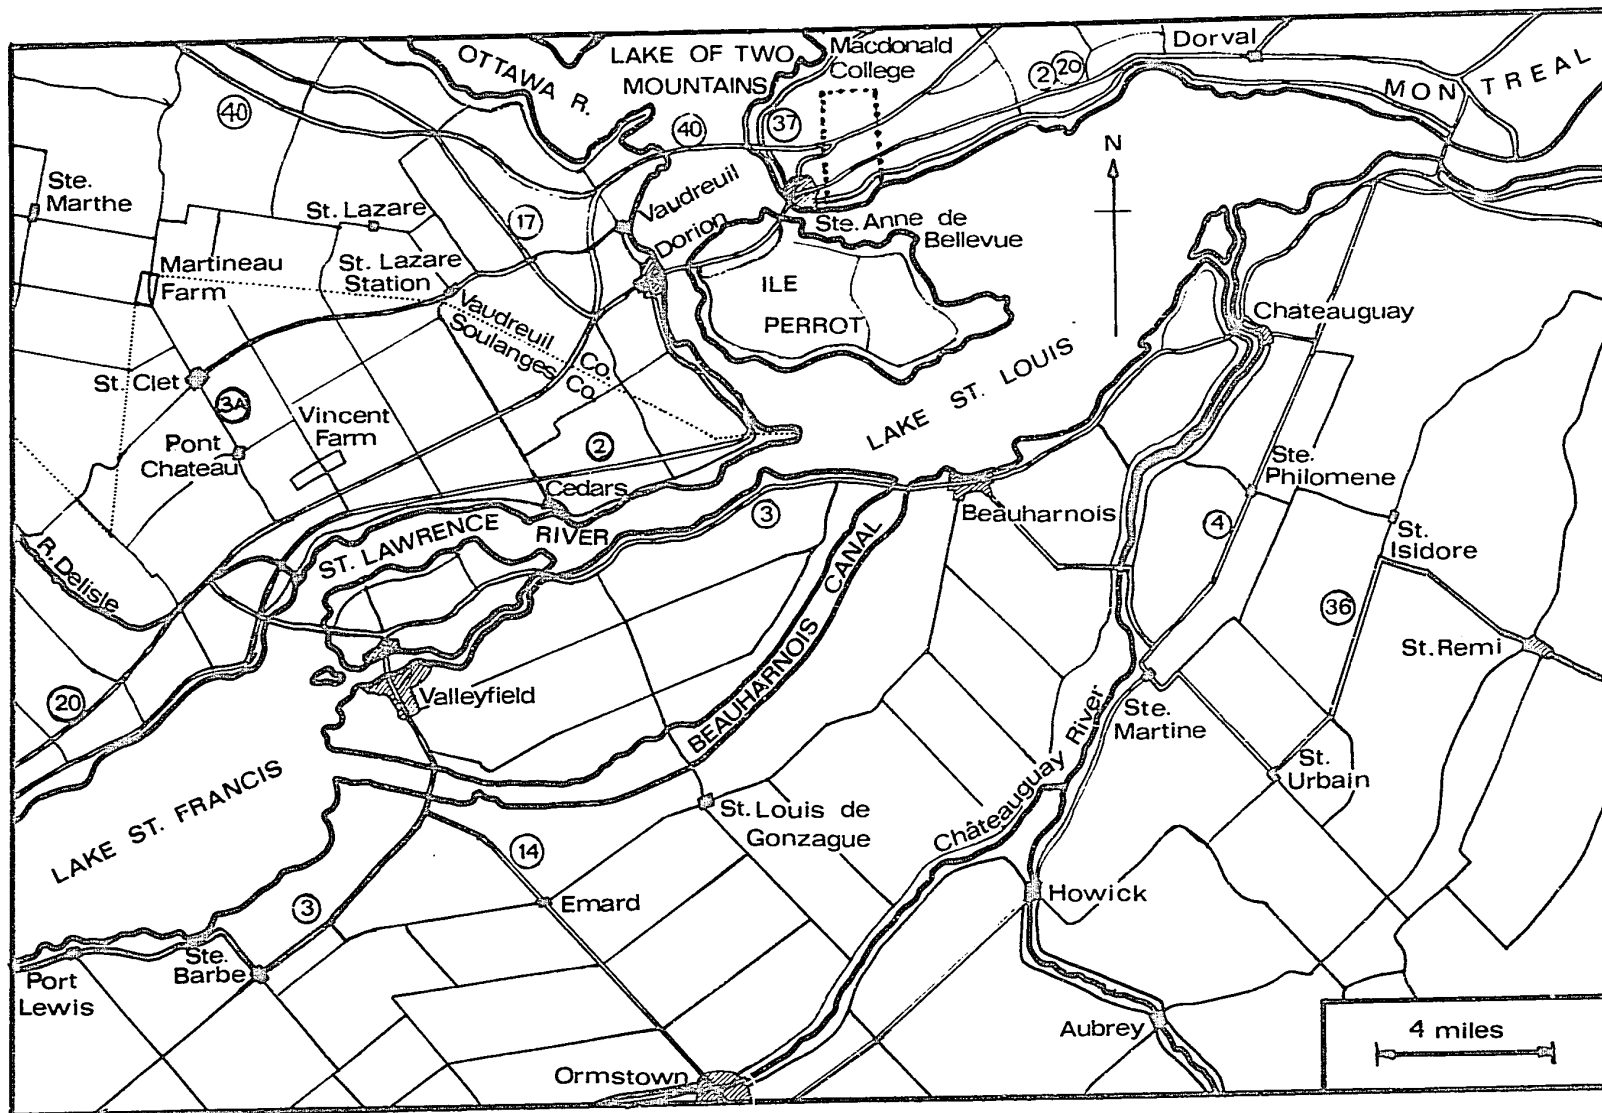 OTTAWA R.
LAKE OF TWO
MOUNTAINS
Macdonald
College
2,20
Dorval
MONTREAL
40
40
37
N
Ste.
Marthe
St. Lazare
17
Vaudreuil
Dorion
Ste. Anne de
Bellevue
Martineau
Farm
St. Lazare
Station
Vaudreuil Co.
Soulanges Co.
ILE
PERROT
Chateauguay
LAKE ST. LOUIS
St. Clet
3A
Vincent
Farm
Pont
Chateau
2
Cedars
Ste.
Philomene
ST. LAWRENCE RIVER
3
Beauharnois
4
St.
Isidore
R. Delisle
BEAUHARNOIS CANAL
36
St. Remi
20
Valleyfield
Ste.
Martine
St.
Urbain
LAKE ST. FRANCIS
St. Louis de
Gonzague
Châteauguay River
14
3
Emard
Howick
Port
Lewis
Ste.
Barbe
Aubrey
4 miles
Ormstown